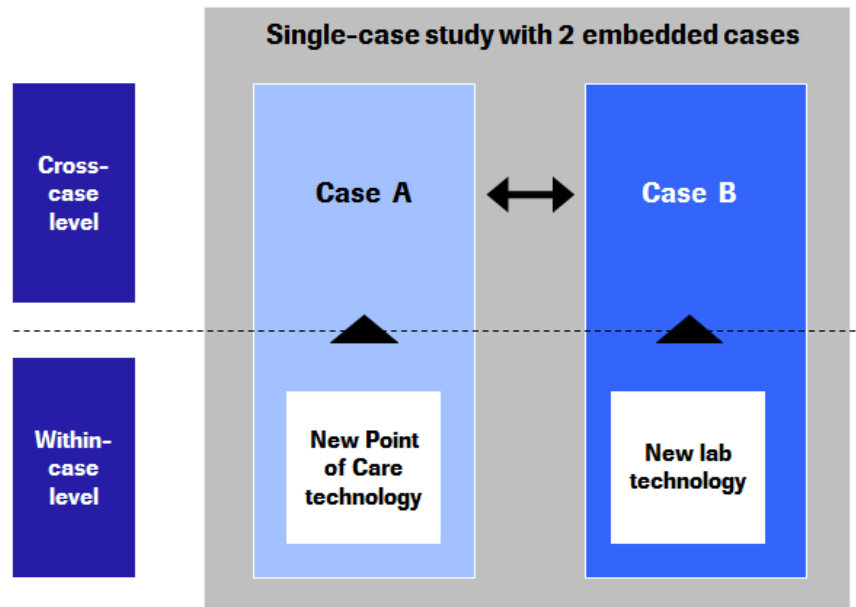 Single-case study with 2 embedded cases
Cross-
case
level
Case A
Case B
Within-
case
level
New Point
of Care
technology
New lab
technology